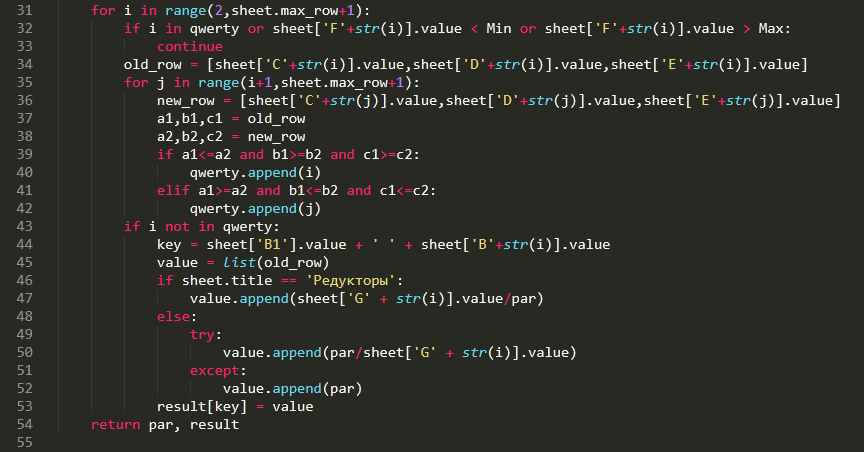 31 for i in range(2,sheet.max_row+1):
32 if i in qwerty or sheet['F'+str(i)].value < Min or sheet['F'+str(i)].value > Max:
33 continue
34 old_row = [sheet['C'+str(i)].value,sheet['D'+str(i)].value,sheet['E'+str(i)].value]
35 for j in range(i+1,sheet.max_row+1):
36 new_row = [sheet['C'+str(j)].value,sheet['D'+str(j)].value,sheet['E'+str(j)].value]
37 a1,b1,c1 = old_row
38 a2,b2,c2 = new_row
39 if a1<=a2 and b1>=b2 and c1>=c2:
40 qwerty.append(i)
41 elif a1>=a2 and b1<=b2 and c1<=c2:
42 qwerty.append(j)
43 if i not in qwerty:
44 key = sheet['B1'].value + ' ' + sheet['B'+str(i)].value
45 value = list(old_row)
46 if sheet.title == 'Редукторы':
47 value.append(sheet['G' + str(i)].value/par)
48 else:
49 try:
50 value.append(par/sheet['G' + str(i)].value)
51 except:
52 value.append(par)
53 result[key] = value
54 return par, result
55